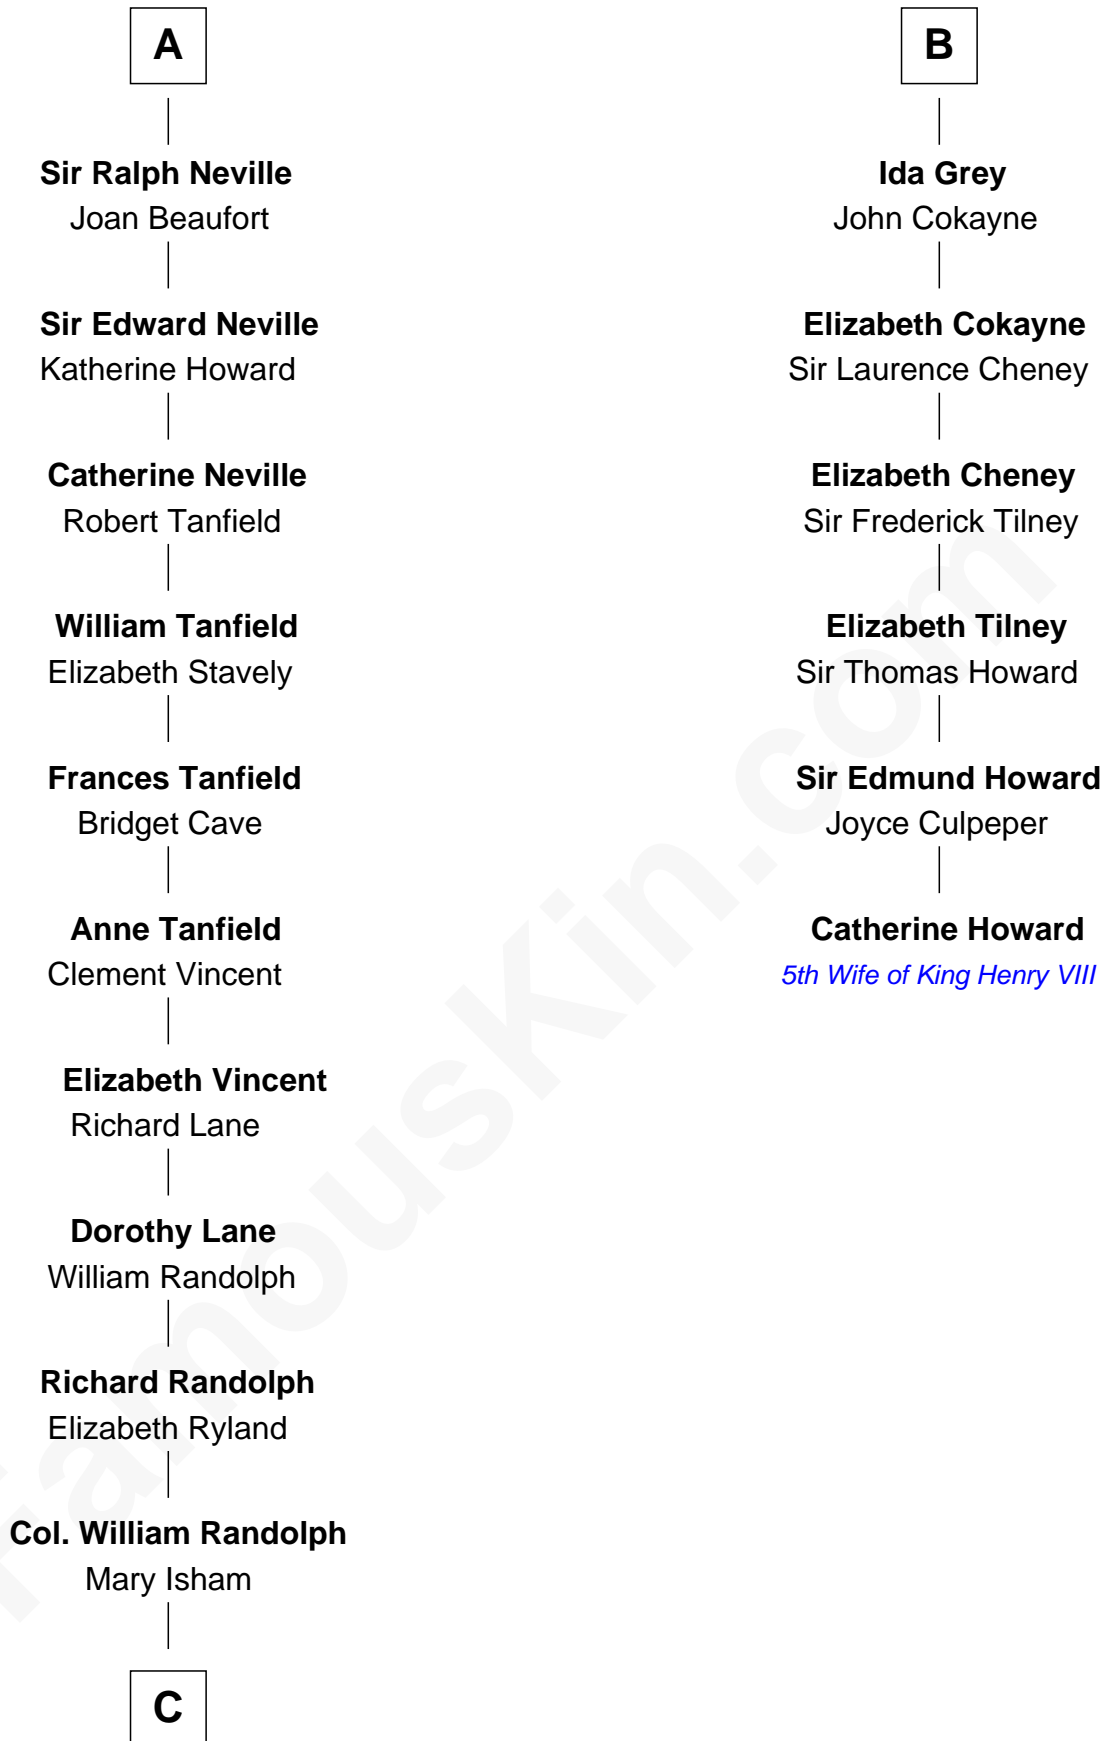 A
Sir Ralph Neville
Joan Beaufort
Sir Edward Neville
Katherine Howard
Catherine Neville
Robert Tanfield
William Tanfield
Elizabeth Stavely
Frances Tanfield
Bridget Cave
Anne Tanfield
Clement Vincent
Elizabeth Vincent
Richard Lane
Dorothy Lane
William Randolph
Richard Randolph
Elizabeth Ryland
Col. William Randolph
Mary Isham
C
B
Ida Grey
John Cokayne
Elizabeth Cokayne
Sir Laurence Cheney
Elizabeth Cheney
Sir Frederick Tilney
Elizabeth Tilney
Sir Thomas Howard
Sir Edmund Howard
Joyce Culpeper
Catherine Howard
5th Wife of King Henry VIII
FamousKin.com